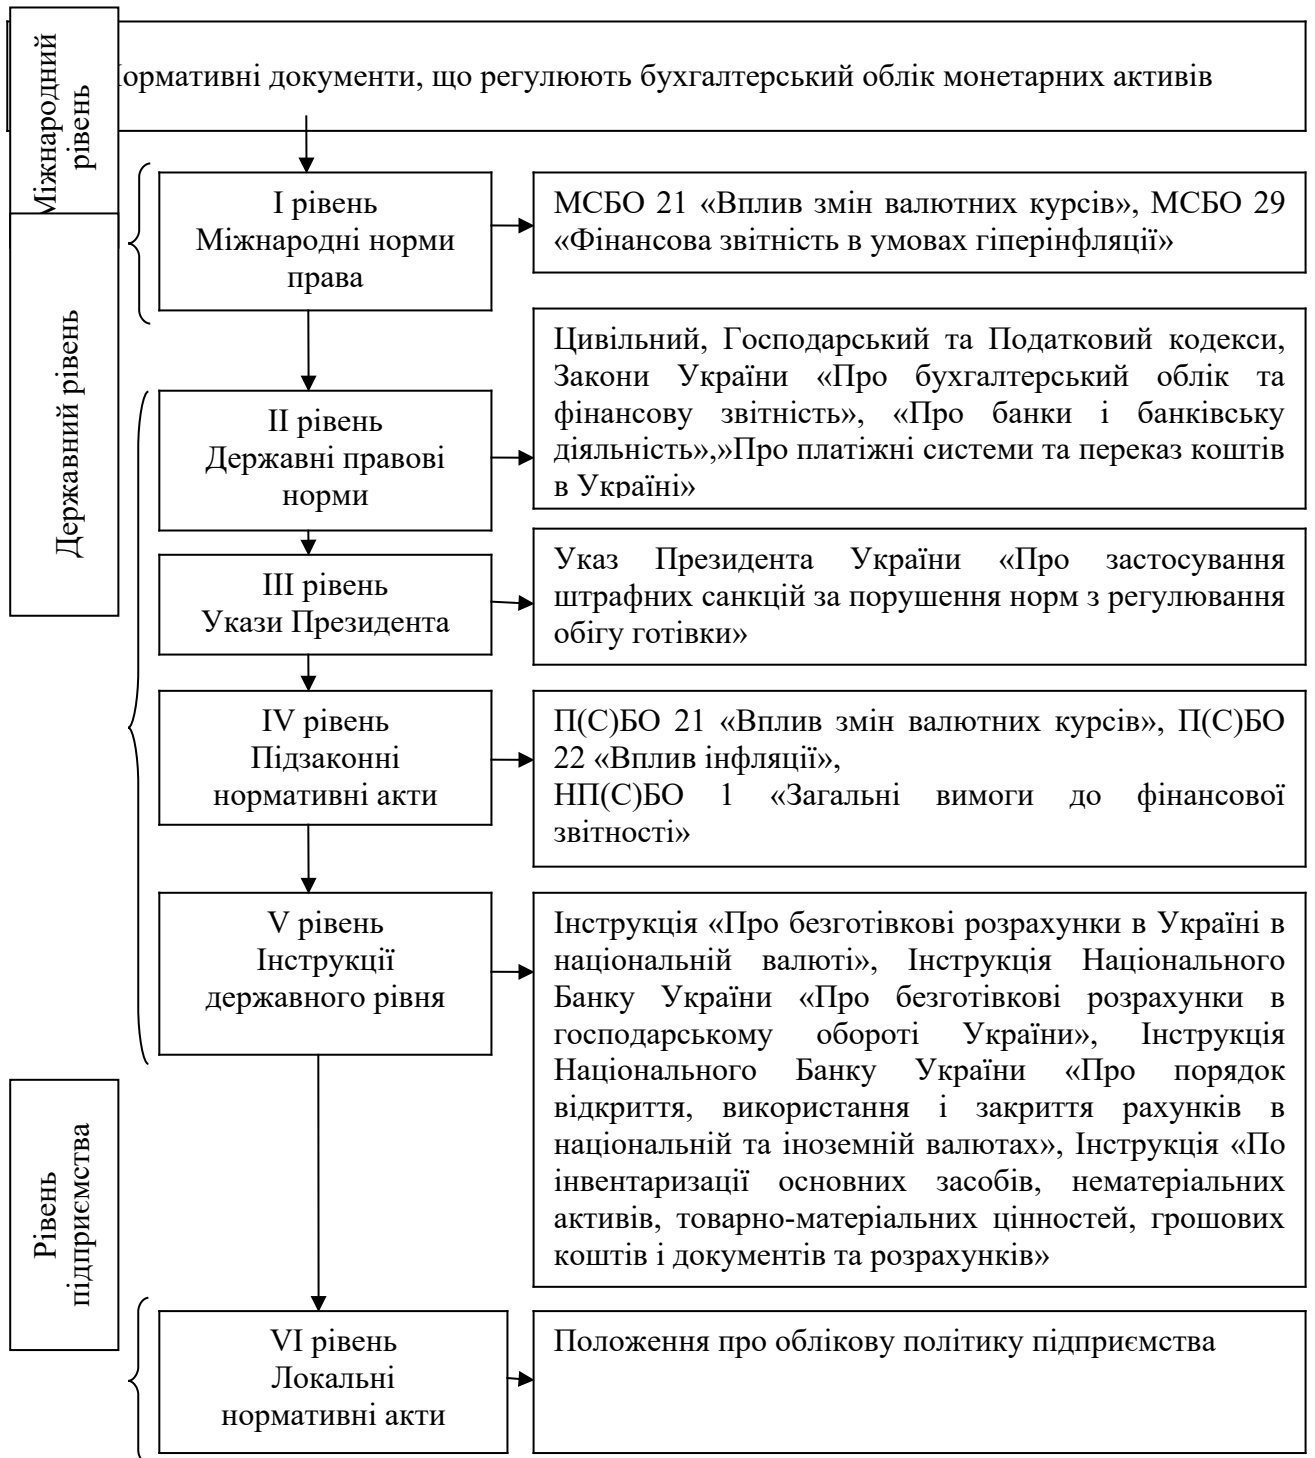 Міжнародний
рівень
ормативні документи, що регулюють бухгалтерський облік монетарних активів
І рівень
Міжнародні норми
права
МСБО 21 «Вплив змін валютних курсів», МСБО 29
«Фінансова звітність в умовах гіперінфляції»
Державний рівень
ІІ рівень
Державні правові
норми
Цивільний, Господарський та Податковий кодекси,
Закони України «Про бухгалтерський облік та
фінансову звітність», «Про банки і банківську
діяльність»,»Про платіжні системи та переказ коштів
в Україні»
ІІІ рівень
Укази Президента
Указ Президента України «Про застосування
штрафних санкцій за порушення норм з регулювання
обігу готівки»
IV рівень
Підзаконні
нормативні акти
П(С)БО 21 «Вплив змін валютних курсів», П(С)БО
22 «Вплив інфляції»,
НП(С)БО 1 «Загальні вимоги до фінансової
звітності»
V рівень
Інструкції
державного рівня
Інструкція «Про безготівкові розрахунки в Україні в
національній валюті», Інструкція Національного
Банку України «Про безготівкові розрахунки в
господарському обороті України», Інструкція
Національного Банку України «Про порядок
відкриття, використання і закриття рахунків в
національній та іноземній валютах», Інструкція «По
інвентаризації основних засобів, нематеріальних
активів, товарно-матеріальних цінностей, грошових
коштів і документів та розрахунків»
Рівень
підприємства
VI рівень
Локальні
нормативні акти
Положення про облікову політику підприємства